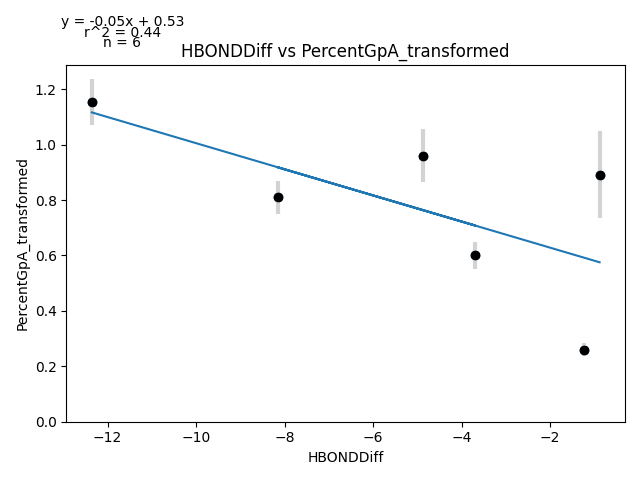 y = -0.05x + 0.53
r^2 = 0.44
n = 6
HBONDDiff vs PercentGpA_transformed
PercentGpA_transformed
1.2
1.0
0.8
0.6
0.4
0.2
0.0
−12
−10
−8
−6
−4
−2
HBONDDiff